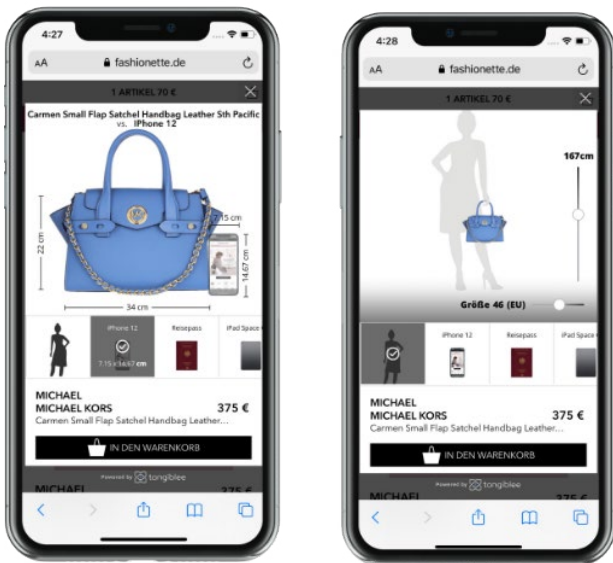 4:27
AA fashionette.de
1 ARTIKEL 70 €
Carmen Small Flap Satchel Handbag Leather Sth Pacific
vs. iPhone 12
7.15 cm
22 cm
14.67 cm
34 cm
iPhone 12
Reisepass
iPad Space
7.15 x 14.67 cm
MICHAEL
MICHAEL KORS 375 €
Carmen Small Flap Satchel Handbag Leather...
IN DEN WARENKORB
Powered by tangiblee
MICHAEL 375 €
4:28
AA fashionette.de
1 ARTIKEL 70 €
167cm
Größe 46 (EU)
iPhone 12
Reisepass
iPad Space
MICHAEL
MICHAEL KORS 375 €
Carmen Small Flap Satchel Handbag Leather...
IN DEN WARENKORB
Powered by tangiblee
MICHAEL 375 €